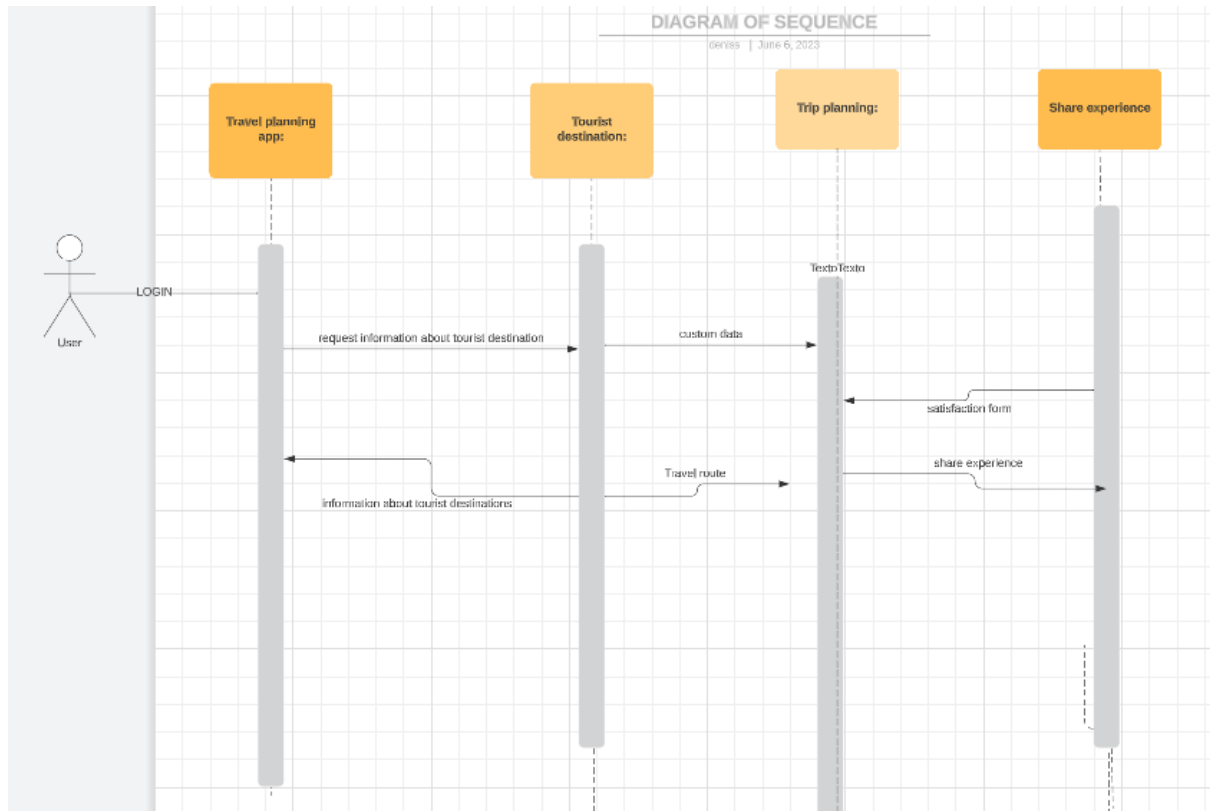 DIAGRAM OF SEQUENCE
deniss | June 6, 2023
Travel planning
app:
Tourist
destination:
Trip planning:
Share experience
TextoTexto
LOGIN
User
request information about tourist destination
custom data
satisfaction form
share experience
Travel route
information about tourist destinations